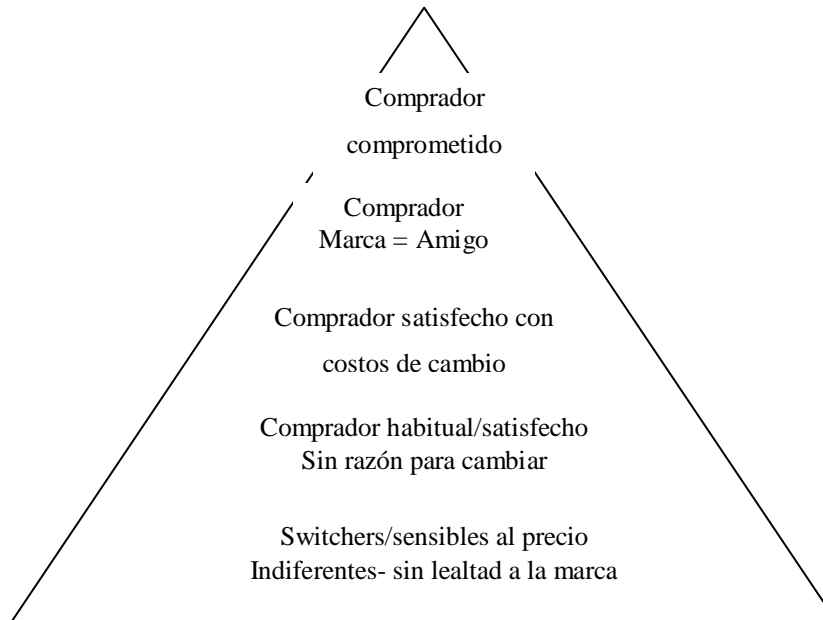 Comprador
comprometido
Comprador
Marca = Amigo
Comprador satisfecho con
costos de cambio
Comprador habitual/satisfecho
Sin razón para cambiar
Switchers/sensibles al precio
Indiferentes- sin lealtad a la marca